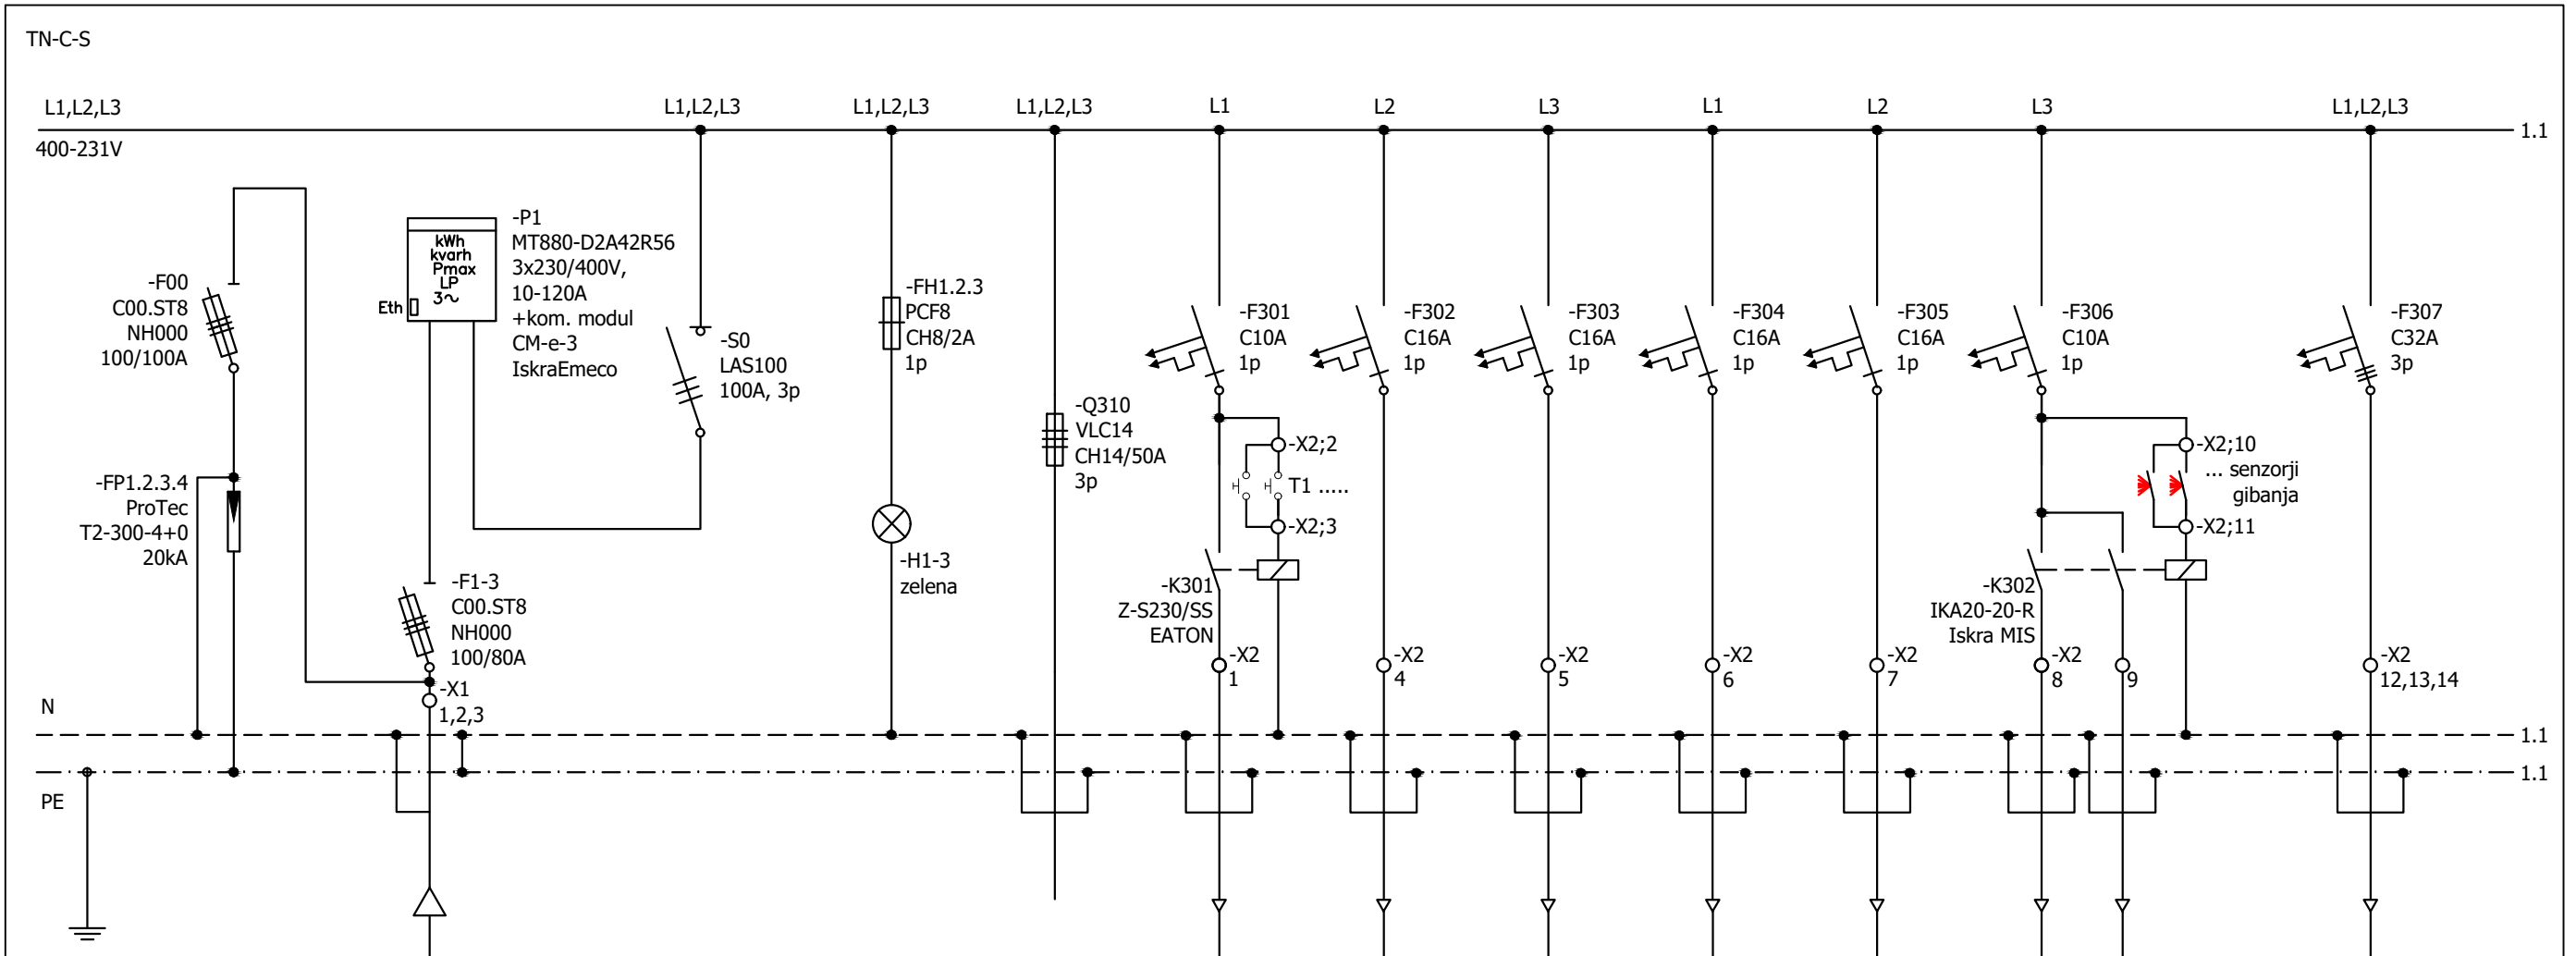 TN-C-S
L1,L2,L3
L1,L2,L3
L1,L2,L3
L1,L2,L3
L1
L2
L3
L1
L2
L3
L1,L2,L3
400-231V
1.1
-F00
C00.ST8
NH000
100/100A
-FP1.2.3.4
ProTec
T2-300-4+0
20kA
kWh
kvarh
Pmax
LP
3~
Eth
-P1
MT880-D2A42R56
3x230/400V,
10-120A
+kom. modul
CM-e-3
IskraEmeco
-F1-3
C00.ST8
NH000
100/80A
-X1
1,2,3
-S0
LAS100
100A, 3p
-FH1.2.3
PCF8
CH8/2A
1p
-H1-3
zelena
-Q310
VLC14
CH14/50A
3p
-F301
C10A
1p
-X2;2
T1 .....
-X2;3
-K301
Z-S230/SS
EATON
-X2
1
-F302
C16A
1p
-X2
4
-F303
C16A
1p
-X2
5
-F304
C16A
1p
-X2
6
-F305
C16A
1p
-X2
7
-F306
C10A
1p
-X2;10
... senzorji
gibanja
-X2;11
-K302
IKA20-20-R
Iskra MIS
-X2
8
9
-F307
C32A
3p
-X2
12,13,14
N
1.1
PE
1.1